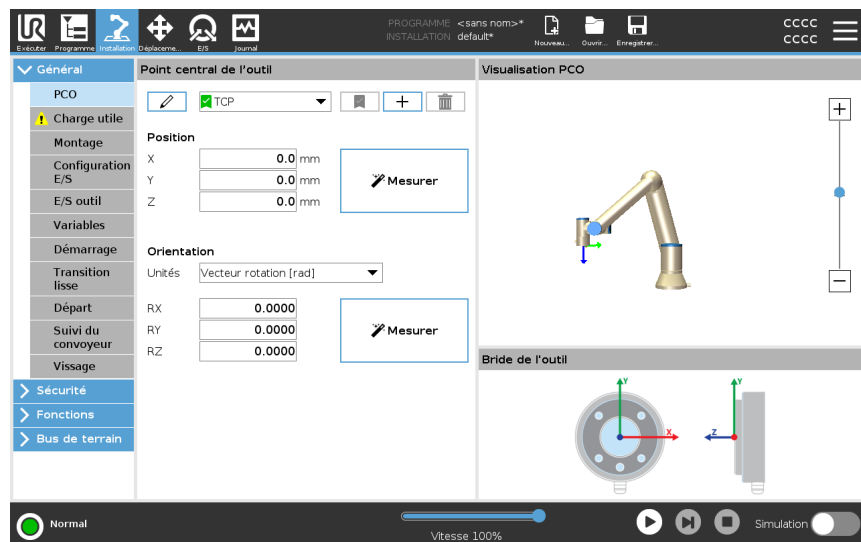 PROGRAMME <sans nom>*
INSTALLATION default*
Exécuter
Programme
Installation
Déplaceme...
E/S
Journal
Nouveau...
Ouvrir...
Enregistrer...
cccc
cccc
Général
PCO
Charge utile
Montage
Configuration
E/S
E/S outil
Variables
Démarrage
Transition
lisse
Départ
Suivi du
convoyeur
Vissage
Sécurité
Fonctions
Bus de terrain
Point central de l'outil
TCP
Position
X 0.0 mm
Y 0.0 mm
Z 0.0 mm
Mesurer
Orientation
Unités Vecteur rotation [rad]
RX 0.0000
RY 0.0000
RZ 0.0000
Mesurer
Visualisation PCO
Bride de l'outil
Y
X
Y
Z
Normal
Vitesse 100%
Simulation